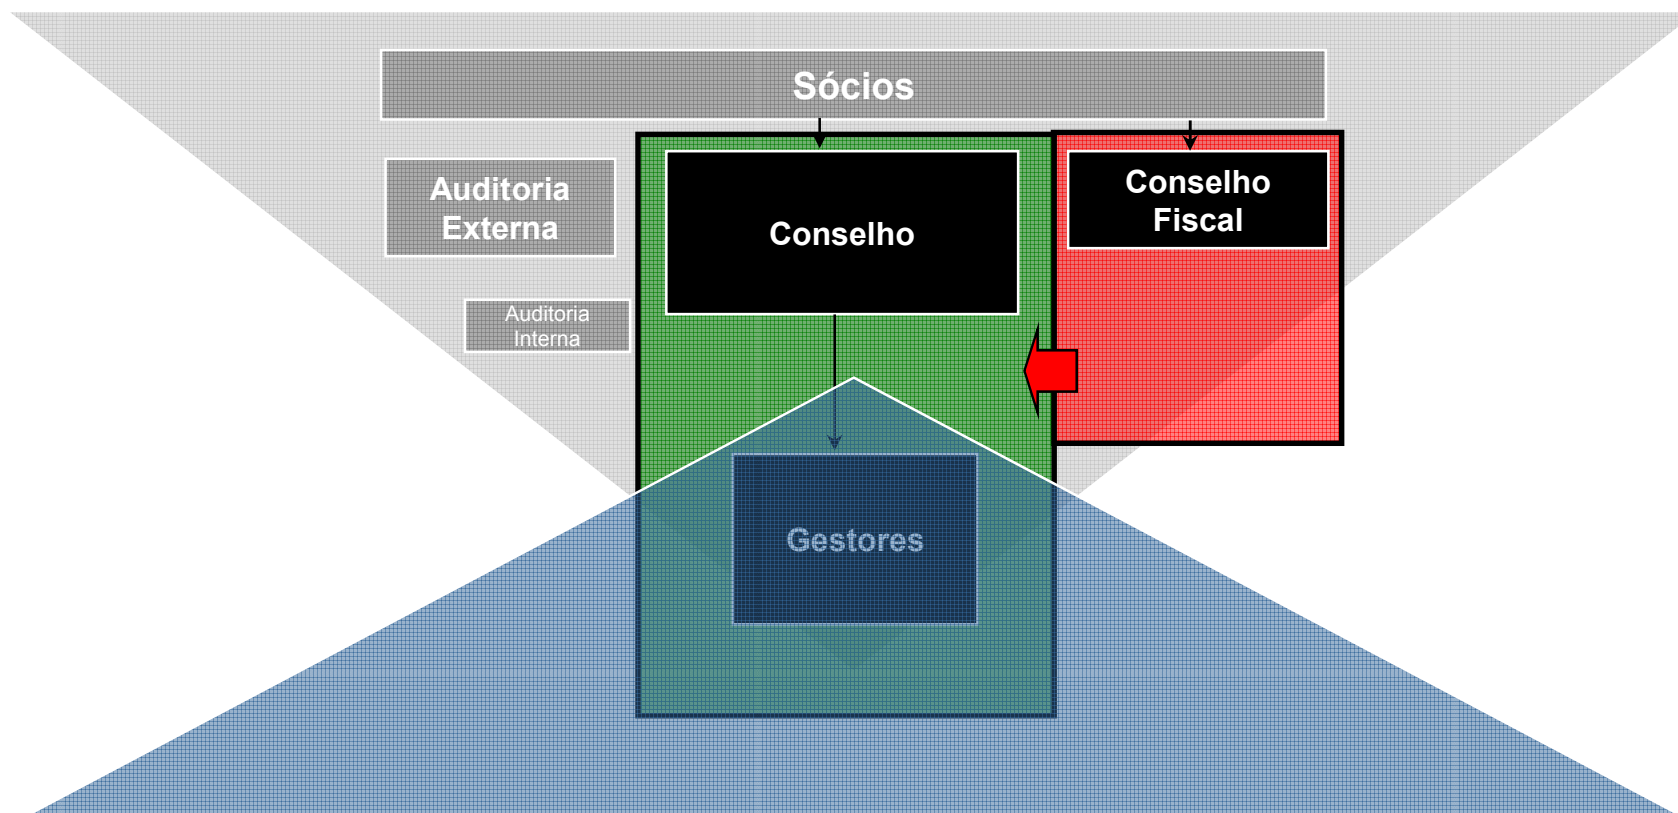 Sócios
Auditoria
Externa
Conselho
Conselho
Fiscal
Auditoria
Interna
Gestores